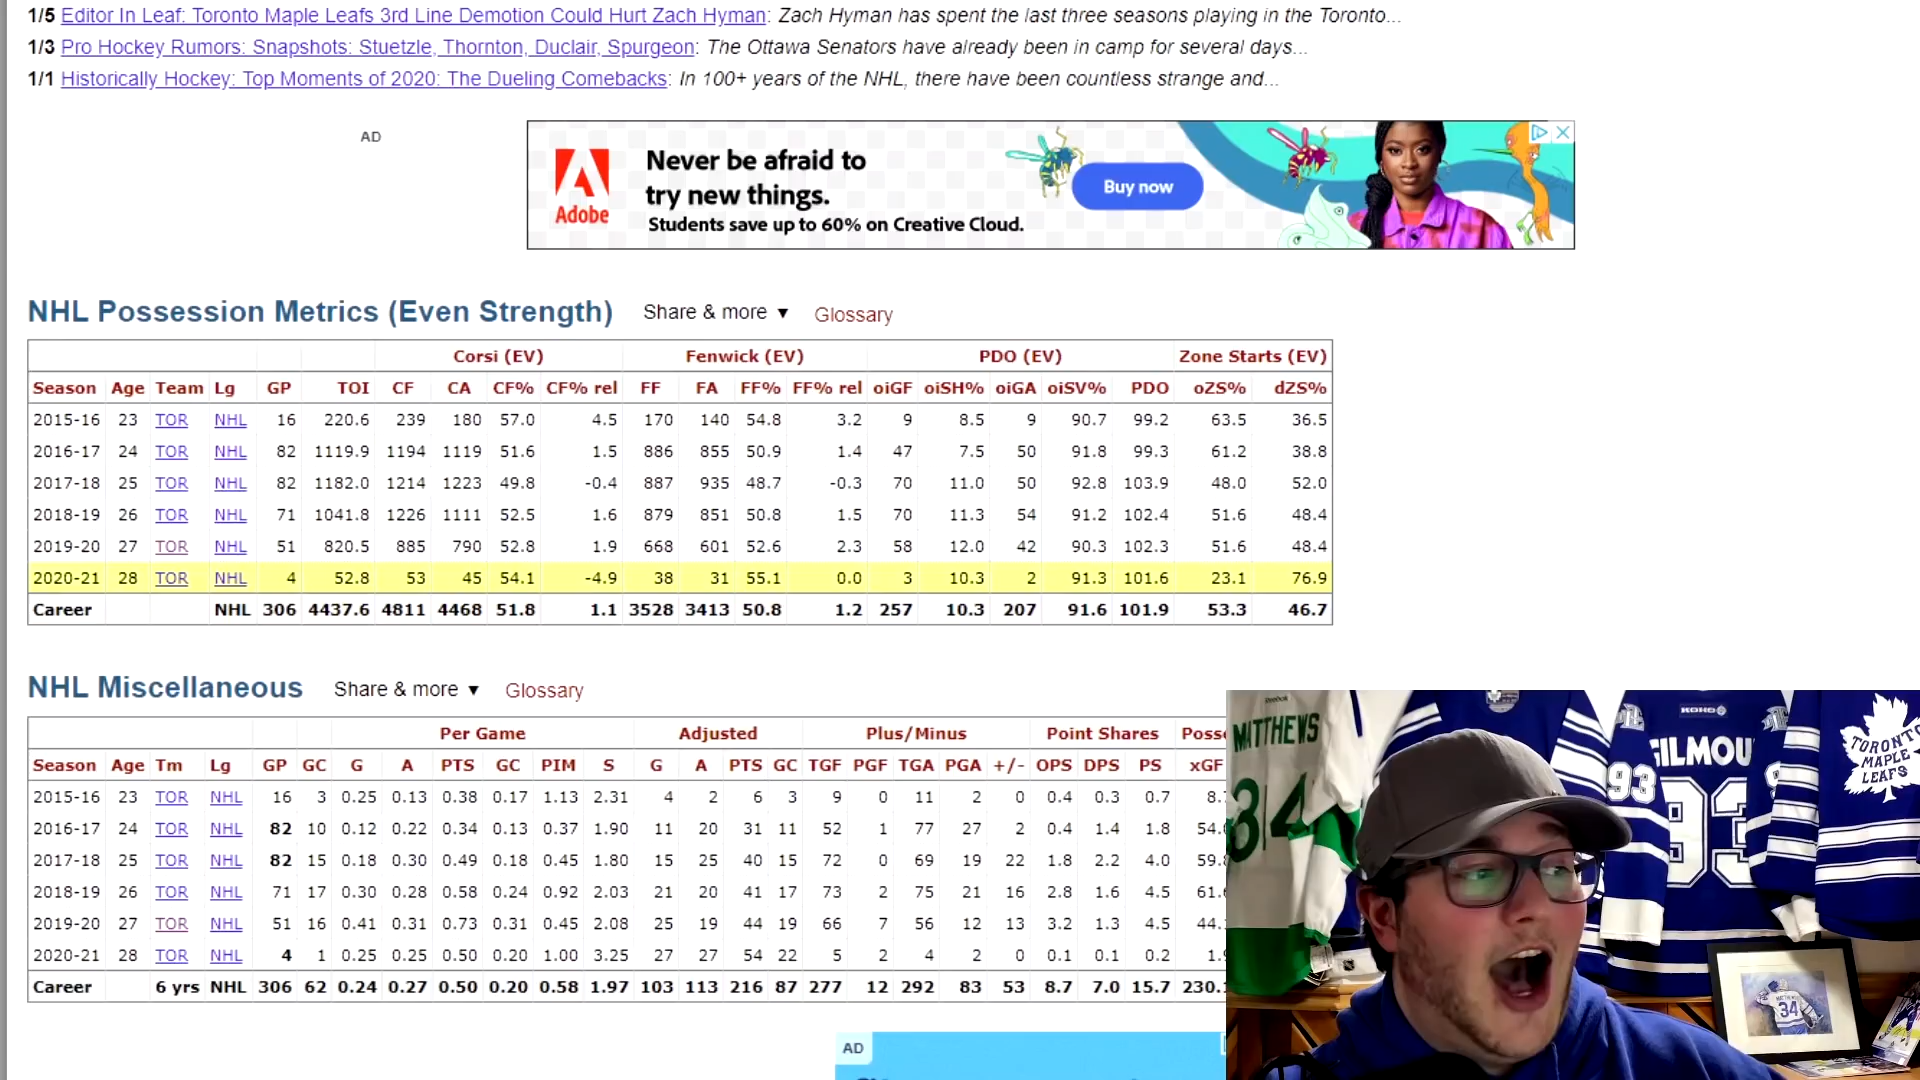 1/5 Editor In Leaf: Toronto Maple Leafs 3rd Line Demotion Could Hurt Zach Hyman: Zach Hyman has spent the last three seasons playing in the Toronto...
1/3 Pro Hockey Rumors: Snapshots: Stuetzle, Thornton, Duclair, Spurgeon: The Ottawa Senators have already been in camp for several days...
1/1 Historically Hockey: Top Moments of 2020: The Dueling Comebacks: In 100+ years of the NHL, there have been countless strange and...
AD
Adobe
Never be afraid to
try new things.
Students save up to 60% on Creative Cloud.
Buy now
NHL Possession Metrics (Even Strength) Share & more ▼ Glossary
Corsi (EV) Fenwick (EV) PDO (EV) Zone Starts (EV)
Season Age Team Lg GP TOI CF CA CF% CF% rel FF FA FF% FF% rel oiGF oiSH% oiGA oiSV% PDO oZS% dZS%
2015-16 23 TOR NHL 16 220.6 239 180 57.0 4.5 170 140 54.8 3.2 9 8.5 9 90.7 99.2 63.5 36.5
2016-17 24 TOR NHL 82 1119.9 1194 1119 51.6 1.5 886 855 50.9 1.4 47 7.5 50 91.8 99.3 61.2 38.8
2017-18 25 TOR NHL 82 1182.0 1214 1223 49.8 -0.4 887 935 48.7 -0.3 70 11.0 50 92.8 103.9 48.0 52.0
2018-19 26 TOR NHL 71 1041.8 1226 1111 52.5 1.6 879 851 50.8 1.5 70 11.3 54 91.2 102.4 51.6 48.4
2019-20 27 TOR NHL 51 820.5 885 790 52.8 1.9 668 601 52.6 2.3 58 12.0 42 90.3 102.3 51.6 48.4
2020-21 28 TOR NHL 4 52.8 53 45 54.1 -4.9 38 31 55.1 0.0 3 10.3 2 91.3 101.6 23.1 76.9
Career NHL 306 4437.6 4811 4468 51.8 1.1 3528 3413 50.8 1.2 257 10.3 207 91.6 101.9 53.3 46.7
NHL Miscellaneous Share & more ▼ Glossary
Per Game Adjusted Plus/Minus Point Shares Posse
Season Age Tm Lg GP GC G A PTS GC PIM S G A PTS GC TGF PGF TGA PGA +/- OPS DPS PS xGF
2015-16 23 TOR NHL 16 3 0.25 0.13 0.38 0.17 1.13 2.31 4 2 6 3 9 0 11 2 0 0.4 0.3 0.7 8.
2016-17 24 TOR NHL 82 10 0.12 0.22 0.34 0.13 0.37 1.90 11 20 31 11 52 1 77 27 2 0.4 1.4 1.8 54.
2017-18 25 TOR NHL 82 15 0.18 0.30 0.49 0.18 0.45 1.80 15 25 40 15 72 0 69 19 22 1.8 2.2 4.0 59.
2018-19 26 TOR NHL 71 17 0.30 0.28 0.58 0.24 0.92 2.03 21 20 41 17 73 2 75 21 16 2.8 1.6 4.5 61.
2019-20 27 TOR NHL 51 16 0.41 0.31 0.73 0.31 0.45 2.08 25 19 44 19 66 7 56 12 13 3.2 1.3 4.5 44.
2020-21 28 TOR NHL 4 1 0.25 0.25 0.50 0.20 1.00 3.25 27 27 54 22 5 2 4 2 0 0.1 0.1 0.2 1.
Career 6 yrs NHL 306 62 0.24 0.27 0.50 0.20 0.58 1.97 103 113 216 87 277 12 292 83 53 8.7 7.0 15.7 230.
AD
Reebok
MATTHEWS
34
KOHO
GILMOU
93
93
TORONTO
MAPLE
LEAFS
34